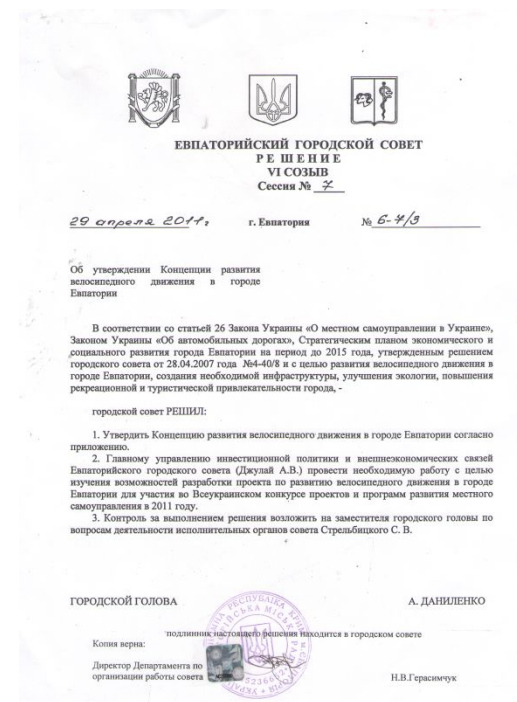 ЕВПАТОРИЙСКИЙ ГОРОДСКОЙ СОВЕТ
РЕШЕНИЕ
VI СОЗЫВ
Сессия № 7
29 апреля 2011г г. Евпатория № 6-7/3
Об утверждении Концепции развития
велосипедного движения в городе
Евпатории
В соответствии со статьей 26 Закона Украины «О местном самоуправлении в Украине»,
Законом Украины «Об автомобильных дорогах», Стратегическим планом экономического и
социального развития города Евпатории на период до 2015 года, утвержденным решением
городского совета от 28.04.2007 года №4-40/8 и с целью развития велосипедного движения в
городе Евпатории, создания необходимой инфраструктуры, улучшения экологии, повышения
рекреационной и туристической привлекательности города, -
городской совет РЕШИЛ:
1. Утвердить Концепцию развития велосипедного движения в городе Евпатории согласно
приложению.
2. Главному управлению инвестиционной политики и внешнеэкономических связей
Евпаторийского городского совета (Джулай А.В.) провести необходимую работу с целью
изучения возможностей разработки проекта по развитию велосипедного движения в городе
Евпатории для участия во Всеукраинском конкурсе проектов и программ развития местного
самоуправления в 2011 году.
3. Контроль за выполнением решения возложить на заместителя городского головы по
вопросам деятельности исполнительных органов совета Стрельбицкого С. В.
ГОРОДСКОЙ ГОЛОВА А. ДАНИЛЕНКО
подлинник настоящего решения находится в городском совете
Копия верна:
Директор Департамента по
организации работы совета Н.В.Герасимчук